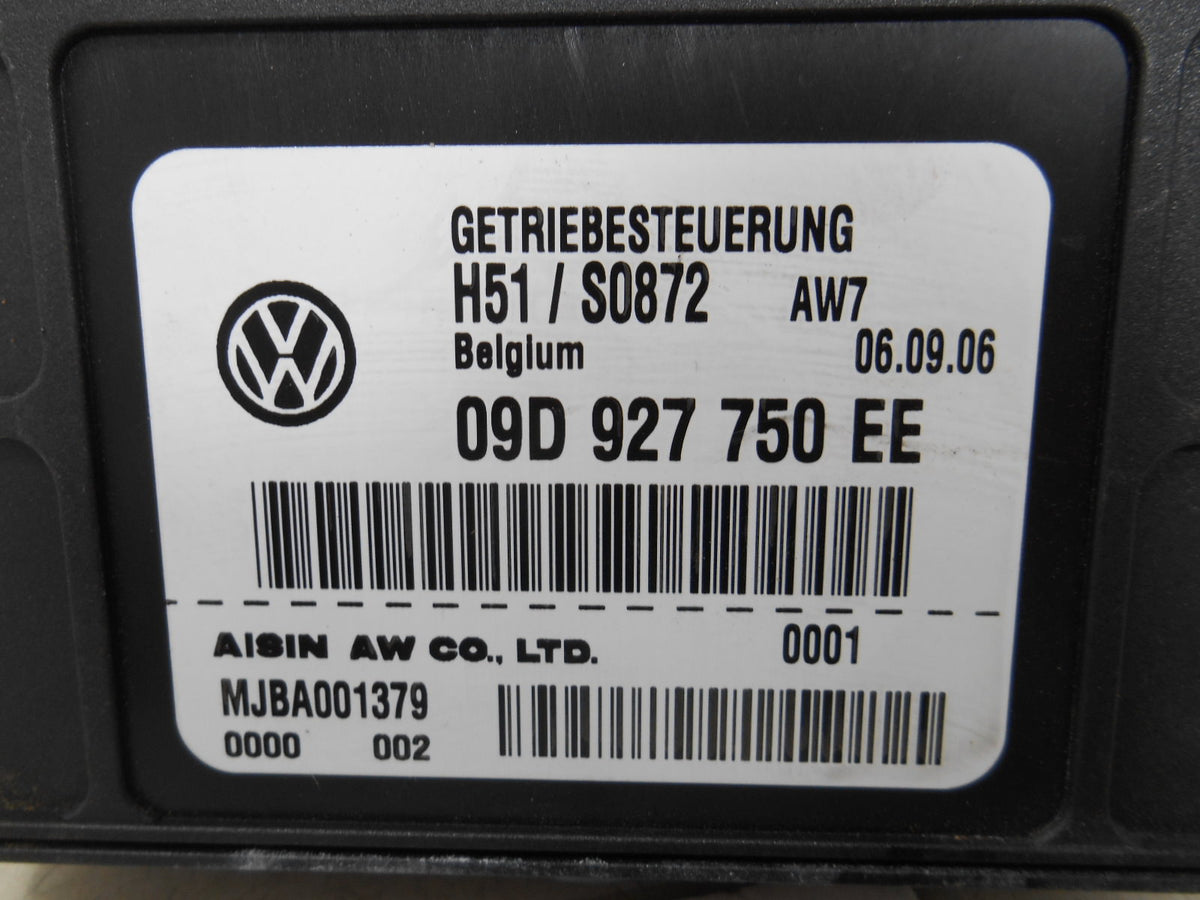 GETRIEBESTEUERUNG
H51 / S0872 AW7
Belgium 06.09.06
09D 927 750 EE
AISIN AW CO., LTD. 0001
MJBA001379
0000 002